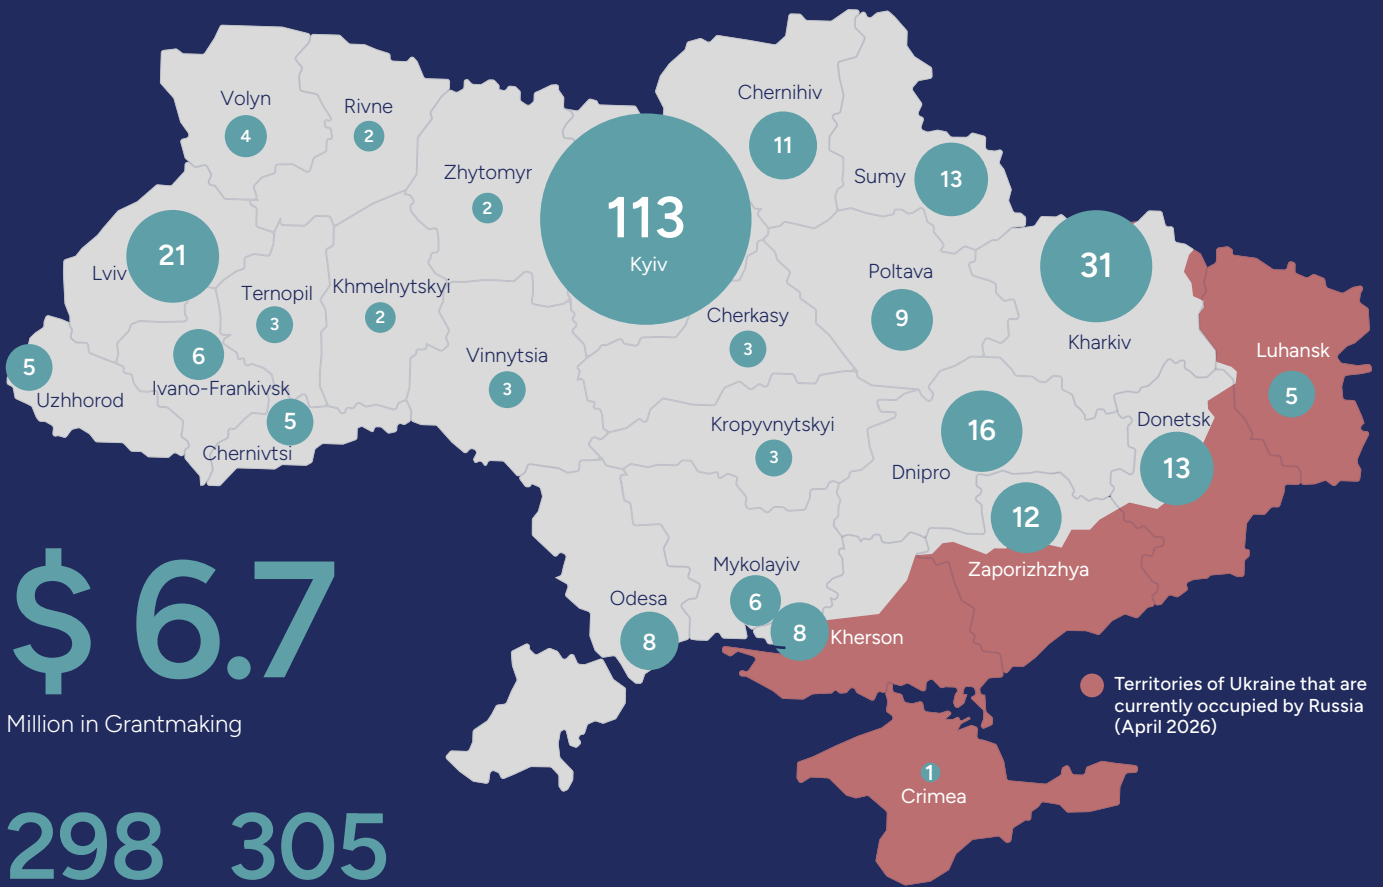 Volyn
4
Rivne
2
Zhytomyr
2
113
Kyiv
Chernihiv
11
Sumy
13
Lviv
21
Ternopil
3
Khmelnytskyi
2
Vinnytsia
3
Cherkasy
3
Poltava
9
31
Kharkiv
Luhansk
5
5
Uzhhorod
6
Ivano-Frankivsk
5
Chernivtsi
Kropyvnytskyi
3
16
Dnipro
Donetsk
13
12
Zaporizhzhya
Mykolayiv
6
Odesa
8
8
Kherson
1
Crimea
$ 6.7
Million in Grantmaking
298
305
Territories of Ukraine that are
currently occupied by Russia
(April 2026)